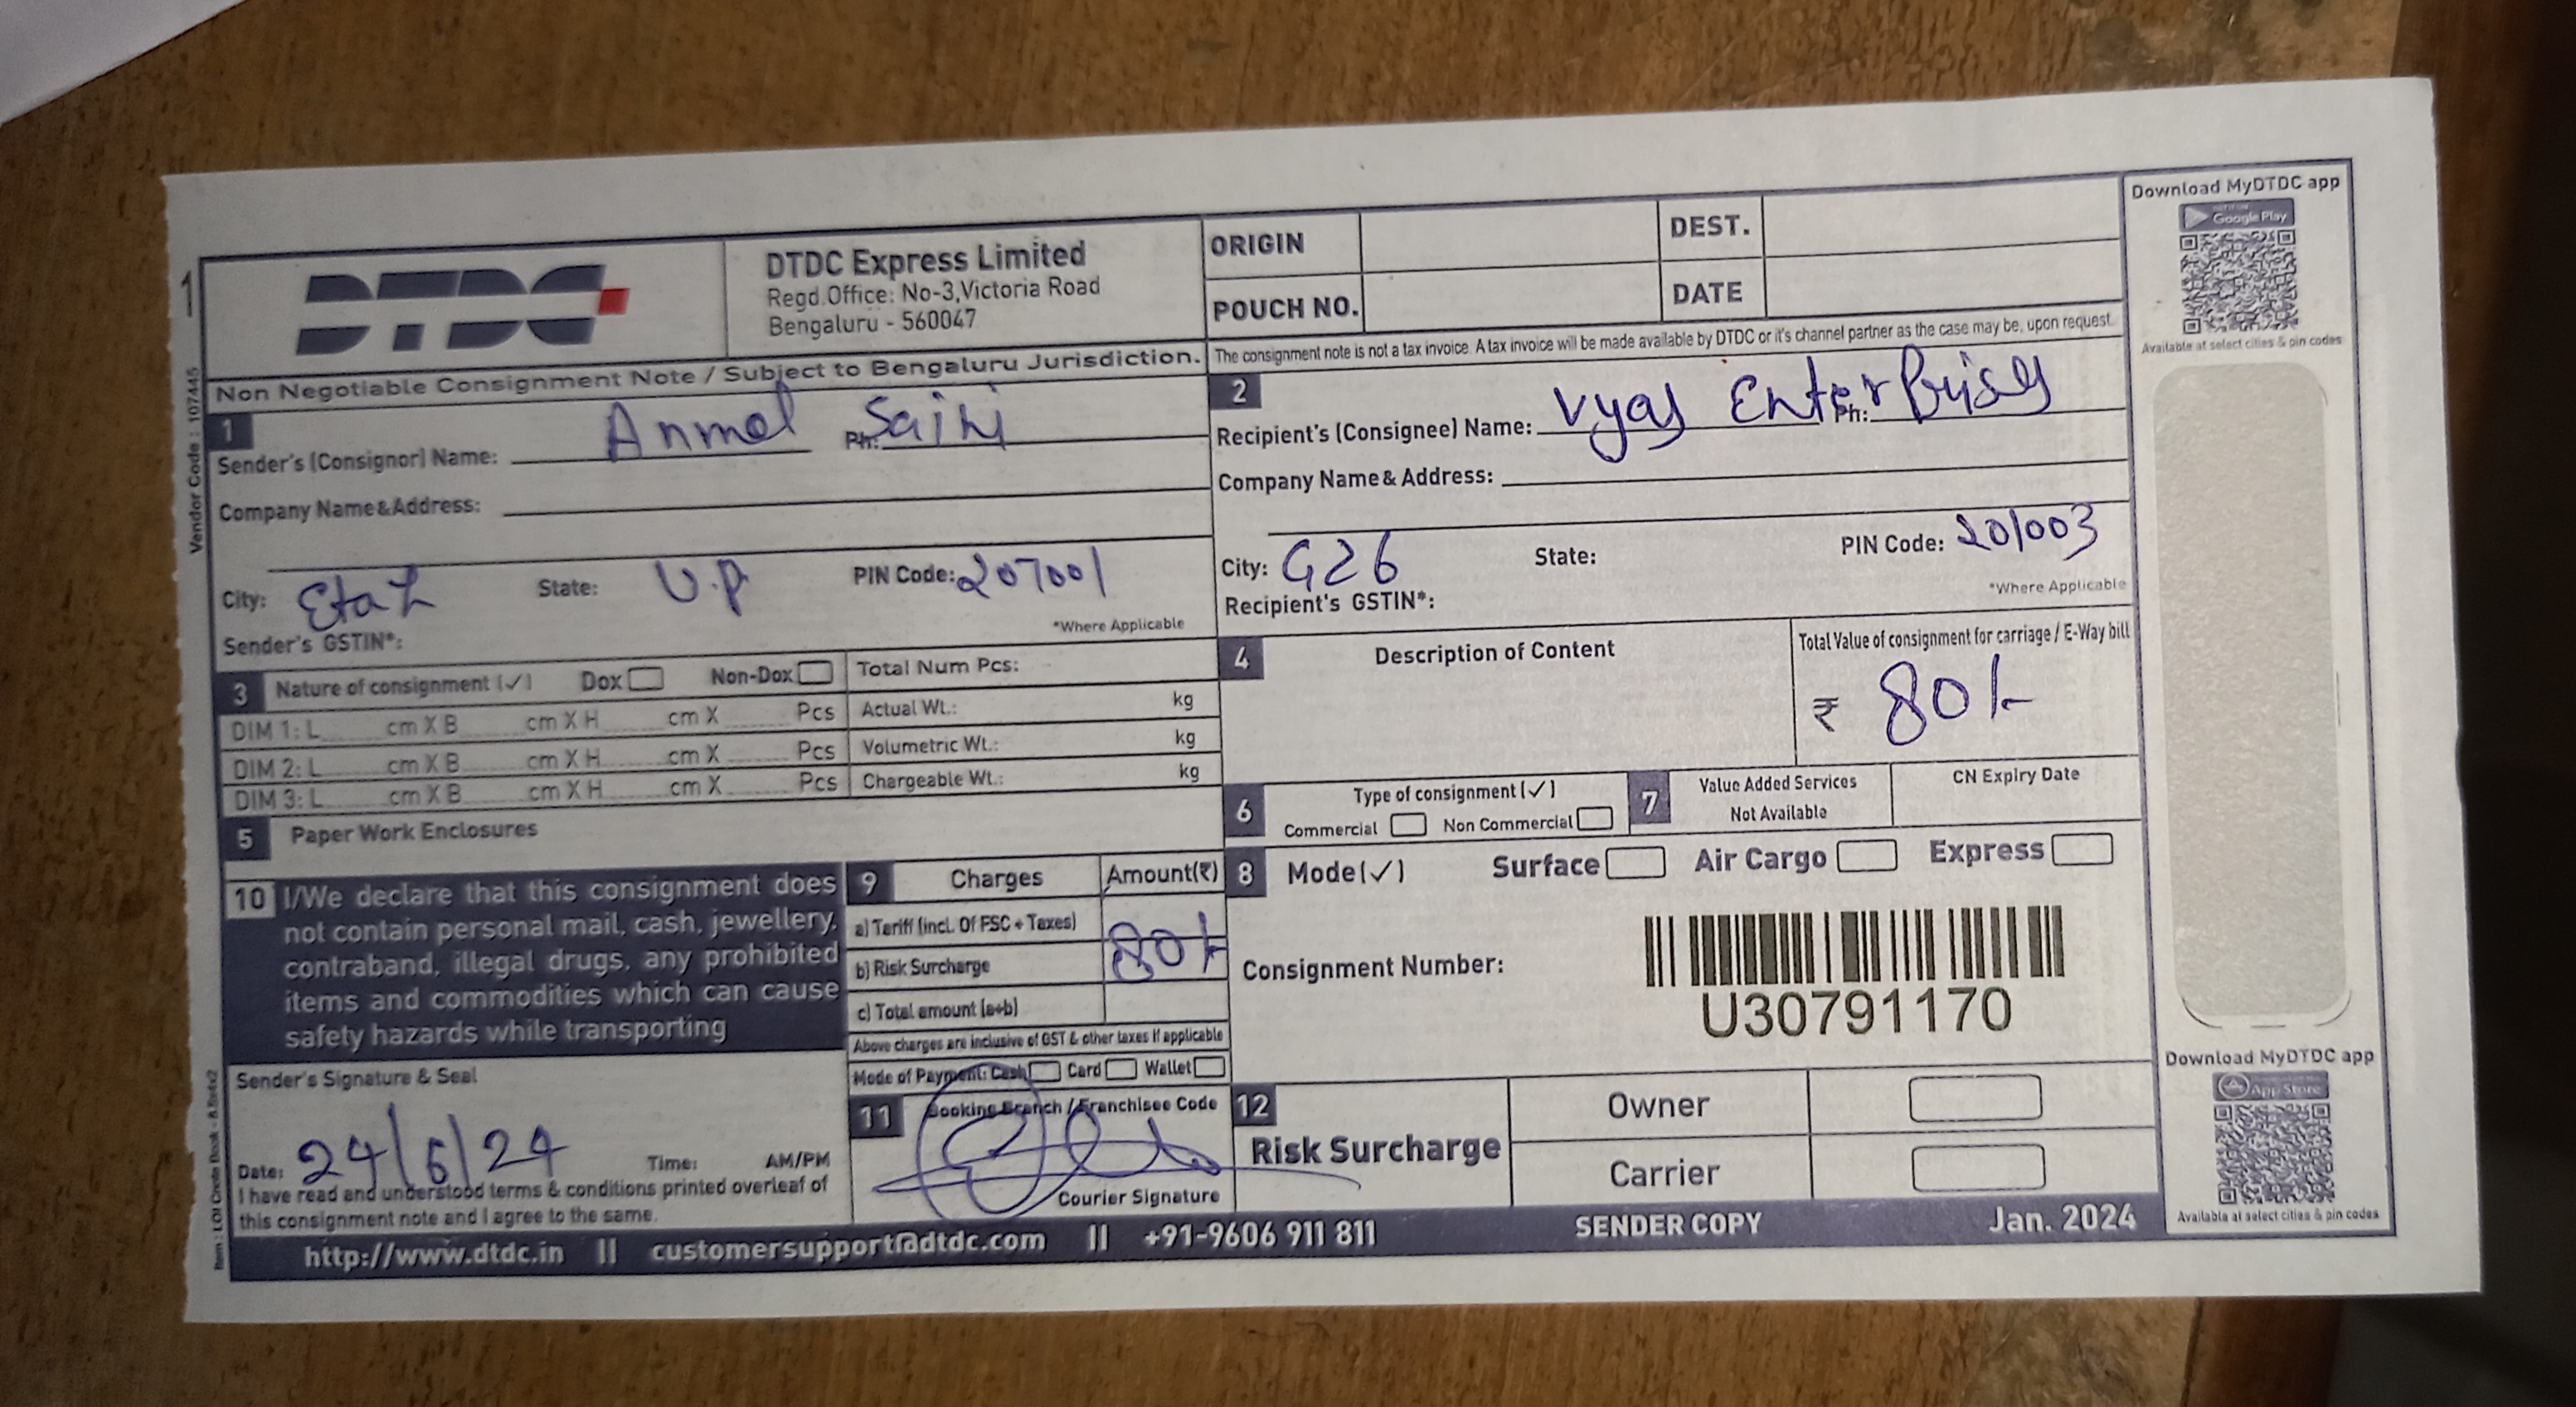 DTDC
DTDC Express Limited
Regd.Office: No-3,Victoria Road
Bengaluru - 560047
ORIGIN
DEST.
POUCH NO.
DATE
Non Negotiable Consignment Note / Subject to Bengaluru Jurisdiction.
The consignment note is not a tax invoice. A tax invoice will be made available by DTDC or it's channel partner as the case may be, upon request.
Vendor Code : 107445
1
1
Sender's (Consignor) Name: Anmol Ph: Saini
Company Name&Address:
City: Etah State: U.P PIN Code: 207001
*Where Applicable
Sender's GSTIN*:
2
Recipient's (Consignee) Name: Vyas Enterprises Ph:
Company Name & Address:
City: GZB State: PIN Code: 201003
*Where Applicable
Recipient's GSTIN*:
3 Nature of consignment (✓) Dox Non-Dox Total Num Pcs:
DIM 1: L cm X B cm X H cm X Pcs Actual Wt.: kg
DIM 2: L cm X B cm X H cm X Pcs Volumetric Wt.: kg
DIM 3: L cm X B cm X H cm X Pcs Chargeable Wt.: kg
4 Description of Content
Total Value of consignment for carriage / E-Way bill
₹ 80/-
5 Paper Work Enclosures
6 Type of consignment (✓)
Commercial Non Commercial
7 Value Added Services
Not Available
CN Expiry Date
8 Mode(✓) Surface Air Cargo Express
Consignment Number:
U30791170
9 Charges Amount(₹)
a) Tariff (incl. Of FSC + Taxes)
b) Risk Surcharge 80/-
c) Total amount (a+b)
Above charges are inclusive of GST & other taxes if applicable
Mode of Payment: Cash Card Wallet
10 I/We declare that this consignment does
not contain personal mail, cash, jewellery,
contraband, illegal drugs, any prohibited
items and commodities which can cause
safety hazards while transporting
Sender's Signature & Seal
Date: 24/6/24 Time: AM/PM
I have read and understood terms & conditions printed overleaf of
this consignment note and I agree to the same.
11 Booking Branch / Franchisee Code
Courier Signature
12
Risk Surcharge
Owner
Carrier
http://www.dtdc.in || customersupport@dtdc.com || +91-9606 911 811
SENDER COPY
Jan. 2024
Download MyDTDC app
Google Play
Available at select cities & pin codes
Download MyDTDC app
App Store
Available at select cities & pin codes